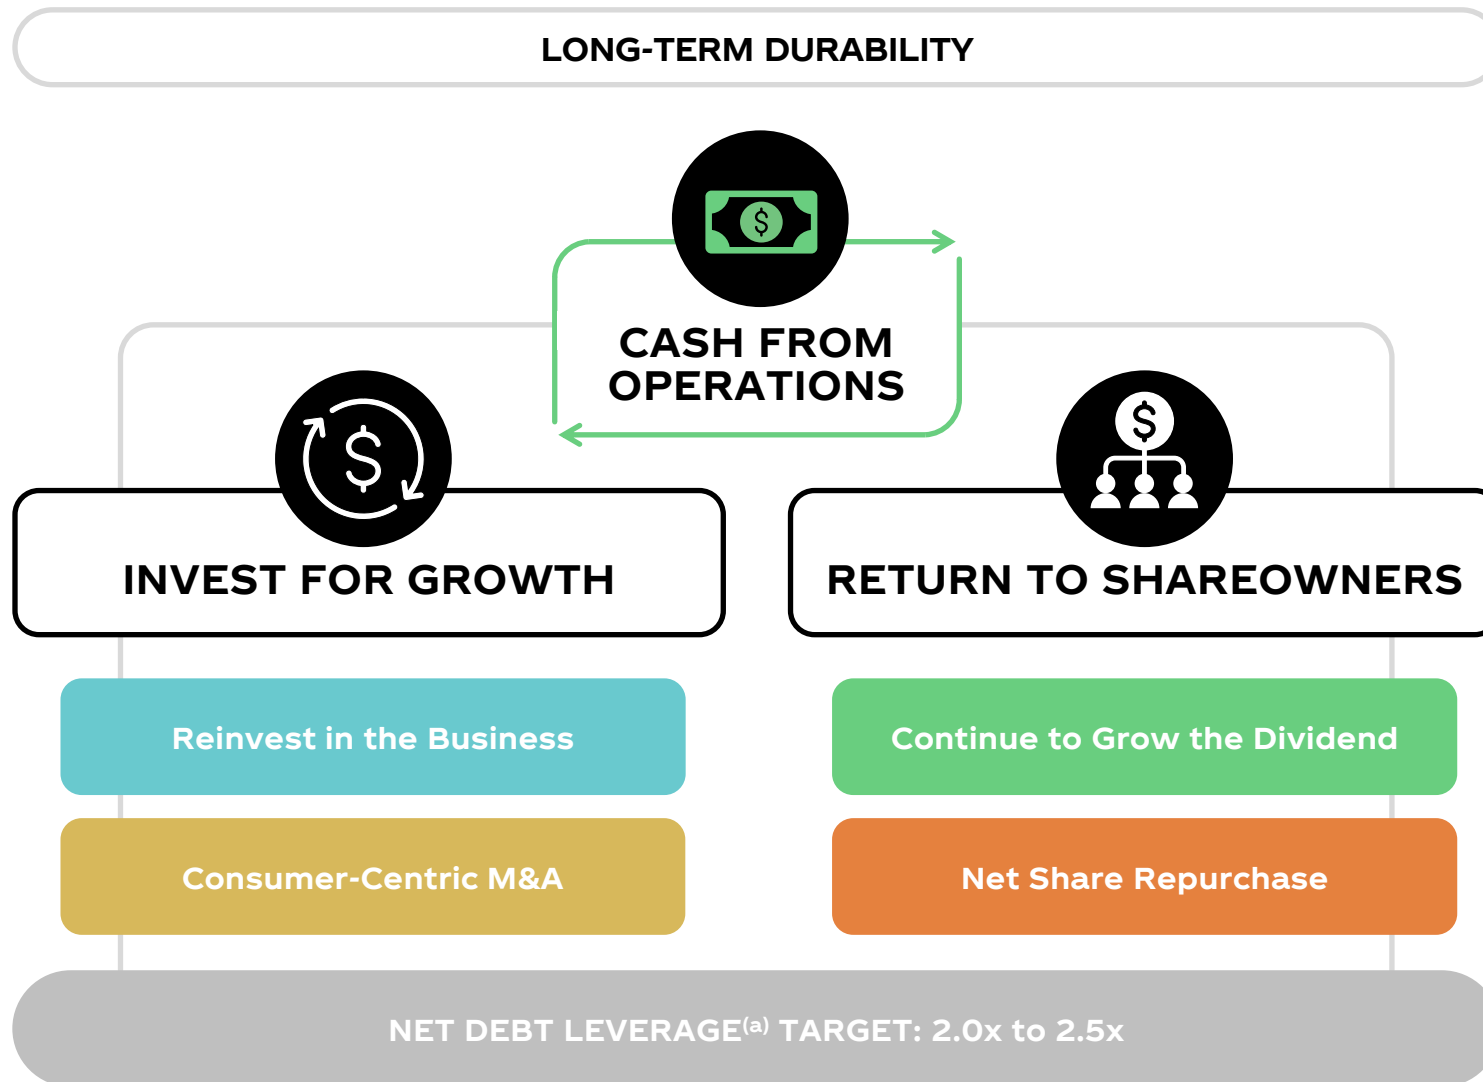 LONG-TERM DURABILITY
$
CASH FROM
OPERATIONS
$
$
INVEST FOR GROWTH
RETURN TO SHAREOWNERS
Reinvest in the Business
Continue to Grow the Dividend
Consumer-Centric M&A
Net Share Repurchase
NET DEBT LEVERAGE(a) TARGET: 2.0x to 2.5x